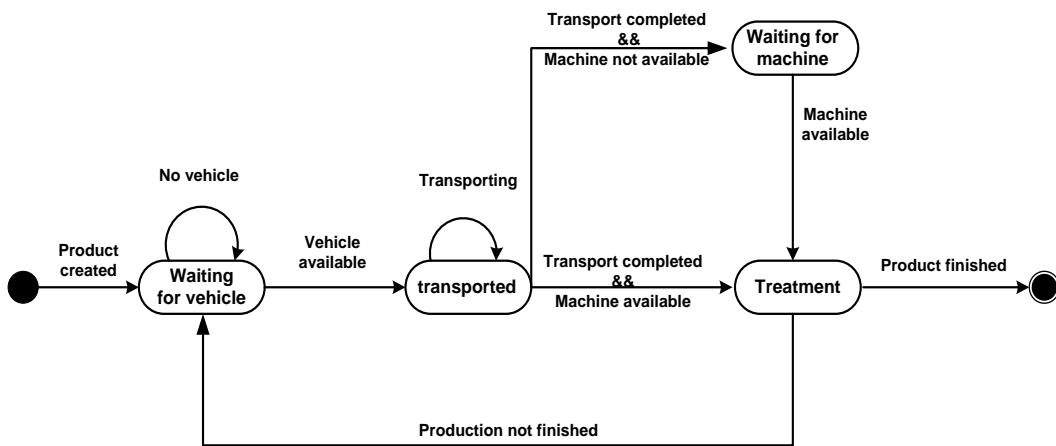 Transport completed
&&
Machine not available
Waiting for
machine
Machine
available
No vehicle
Transporting
Product
created
Waiting
for vehicle
Vehicle
available
transported
Transport completed
&&
Machine available
Treatment
Product finished
Production not finished